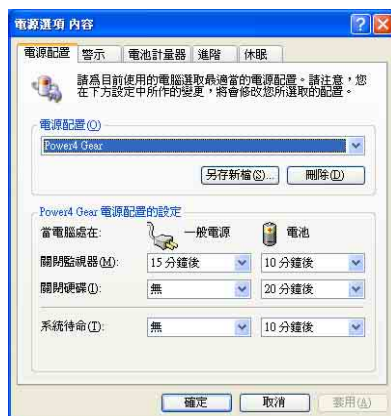 電源選項 內容
電源配置 警示 電池計量器 進階 休眠
請為目前使用的電腦選取最適當的電源配置。請注意，您
在下方設定中所作的變更，將會修改您所選取的配置。
電源配置(O)
Power4 Gear
另存新檔(S)... 刪除(D)
Power4 Gear 電源配置的設定
當電腦處在: 一般電源 電池
關閉監視器(M): 15 分鐘後 10 分鐘後
關閉硬碟(I): 無 20 分鐘後
系統待命(T): 無 10 分鐘後
確定 取消 套用(A)